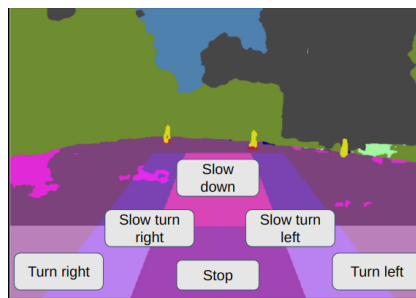 Slow
down
Slow turn
right
Slow turn
left
Turn right
Stop
Turn left